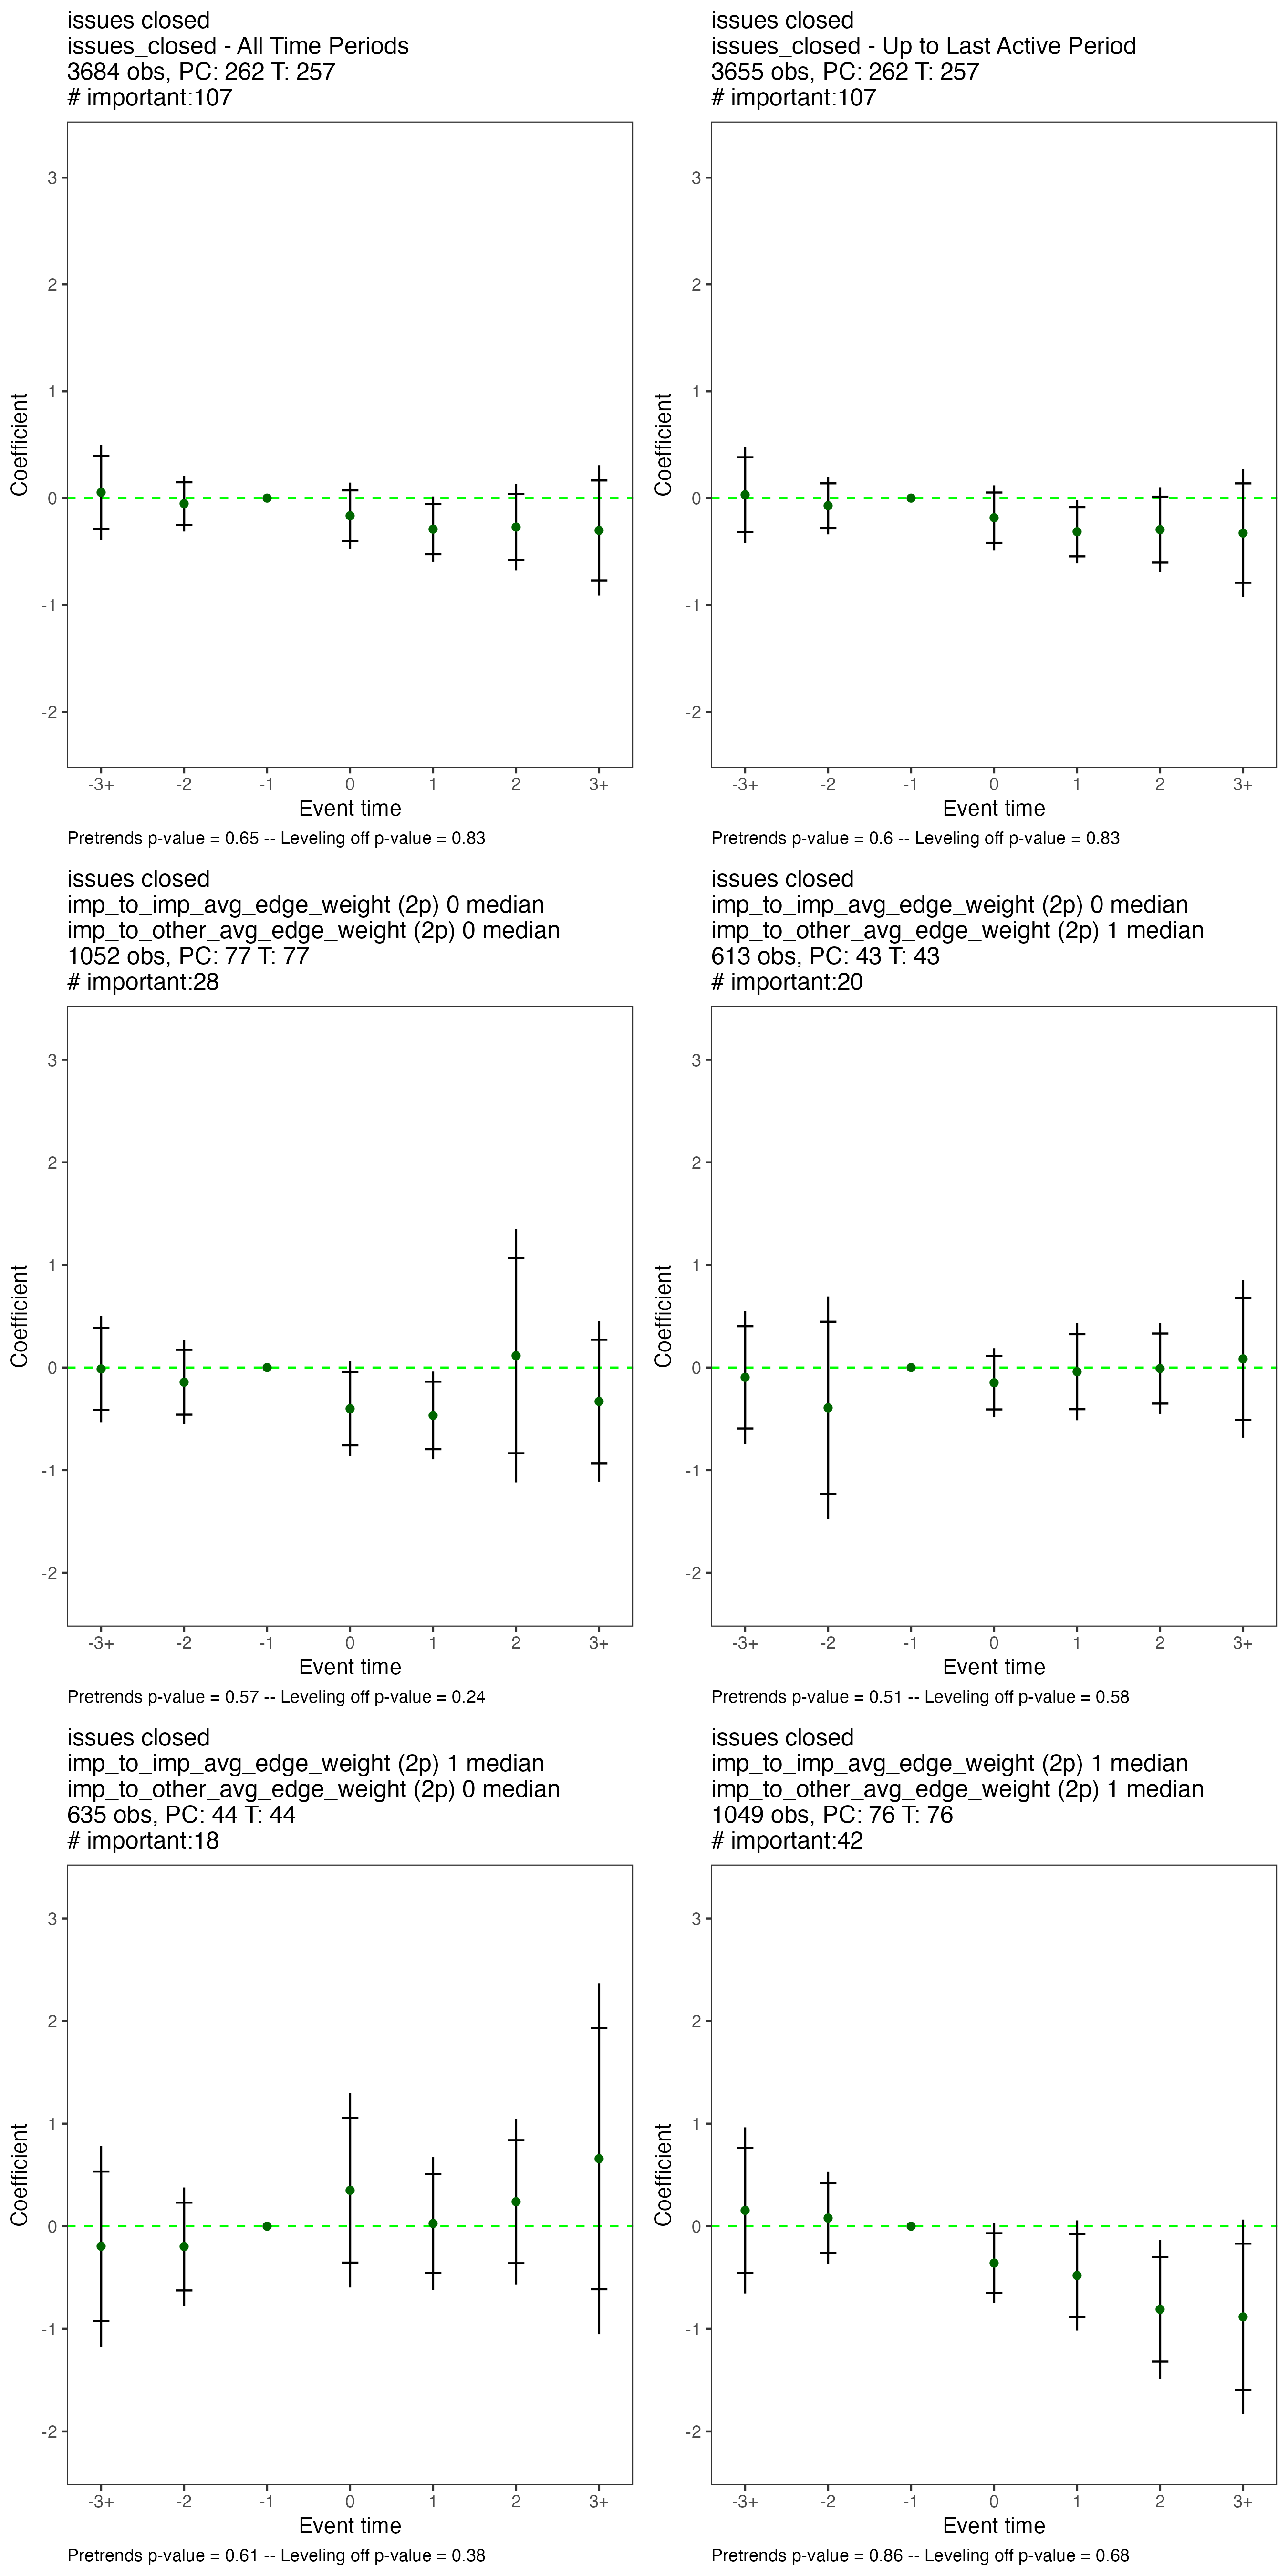 issues closed
issues_closed - All Time Periods
3684 obs, PC: 262 T: 257
# important:107
3
2
1
0
-1
-2
Coefficient
-3+ -2 -1 0 1 2 3+
Event time
Pretrends p-value = 0.65 -- Leveling off p-value = 0.83
issues closed
issues_closed - Up to Last Active Period
3655 obs, PC: 262 T: 257
# important:107
3
2
1
0
-1
-2
Coefficient
-3+ -2 -1 0 1 2 3+
Event time
Pretrends p-value = 0.6 -- Leveling off p-value = 0.83
issues closed
imp_to_imp_avg_edge_weight (2p) 0 median
imp_to_other_avg_edge_weight (2p) 0 median
1052 obs, PC: 77 T: 77
# important:28
3
2
1
0
-1
-2
Coefficient
-3+ -2 -1 0 1 2 3+
Event time
Pretrends p-value = 0.57 -- Leveling off p-value = 0.24
issues closed
imp_to_imp_avg_edge_weight (2p) 0 median
imp_to_other_avg_edge_weight (2p) 1 median
613 obs, PC: 43 T: 43
# important:20
3
2
1
0
-1
-2
Coefficient
-3+ -2 -1 0 1 2 3+
Event time
Pretrends p-value = 0.51 -- Leveling off p-value = 0.58
issues closed
imp_to_imp_avg_edge_weight (2p) 1 median
imp_to_other_avg_edge_weight (2p) 0 median
635 obs, PC: 44 T: 44
# important:18
3
2
1
0
-1
-2
Coefficient
-3+ -2 -1 0 1 2 3+
Event time
Pretrends p-value = 0.61 -- Leveling off p-value = 0.38
issues closed
imp_to_imp_avg_edge_weight (2p) 1 median
imp_to_other_avg_edge_weight (2p) 1 median
1049 obs, PC: 76 T: 76
# important:42
3
2
1
0
-1
-2
Coefficient
-3+ -2 -1 0 1 2 3+
Event time
Pretrends p-value = 0.86 -- Leveling off p-value = 0.68